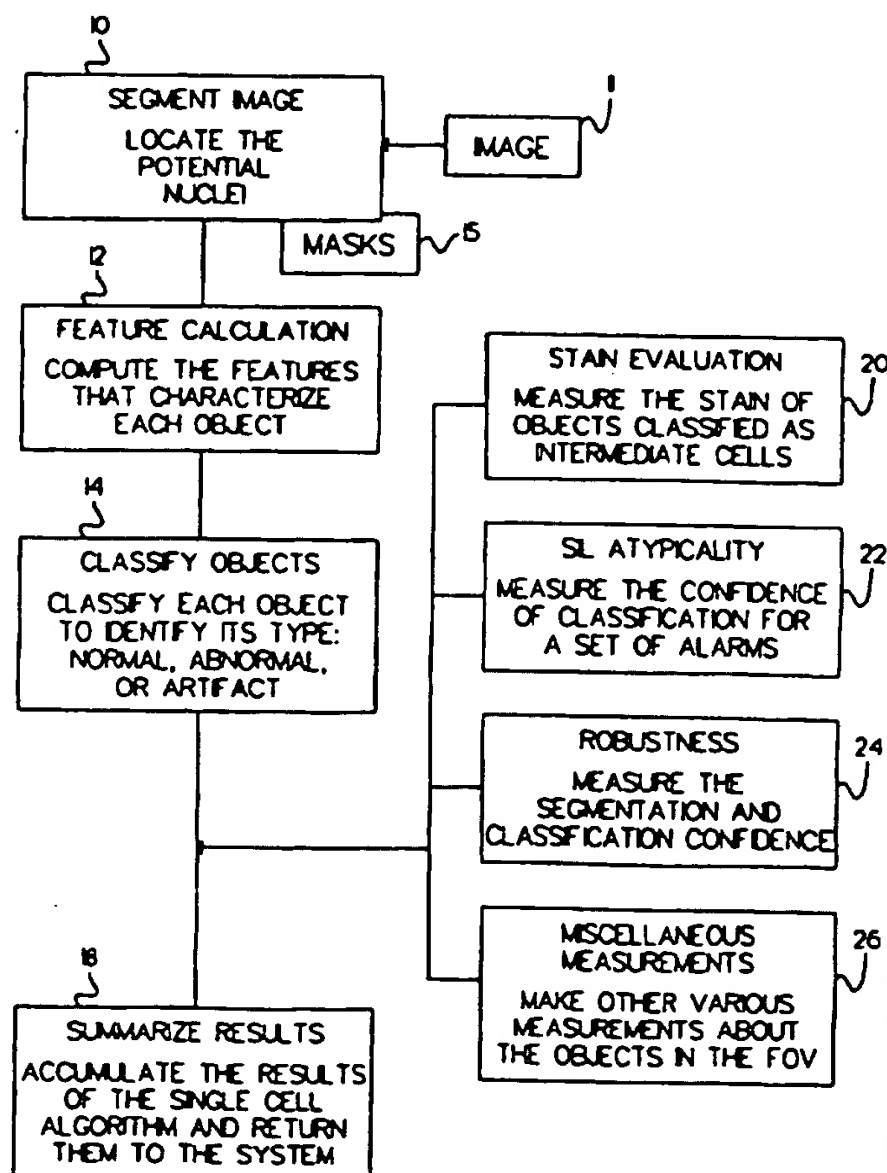 10
SEGMENT IMAGE
LOCATE THE
POTENTIAL
NUCLEI
1
IMAGE
MASKS
15
12
FEATURE CALCULATION
COMPUTE THE FEATURES
THAT CHARACTERIZE
EACH OBJECT
14
CLASSIFY OBJECTS
CLASSIFY EACH OBJECT
TO IDENTIFY ITS TYPE:
NORMAL, ABNORMAL,
OR ARTIFACT
STAIN EVALUATION
MEASURE THE STAIN OF
OBJECTS CLASSIFIED AS
INTERMEDIATE CELLS
20
SIL ATYPICALITY
MEASURE THE CONFIDENCE
OF CLASSIFICATION FOR
A SET OF ALARMS
22
ROBUSTNESS
MEASURE THE
SEGMENTATION AND
CLASSIFICATION CONFIDENCE
24
MISCELLANEOUS
MEASUREMENTS
MAKE OTHER VARIOUS
MEASUREMENTS ABOUT
THE OBJECTS IN THE FOV
26
18
SUMMARIZE RESULTS
ACCUMULATE THE RESULTS
OF THE SINGLE CELL
ALGORITHM AND RETURN
THEM TO THE SYSTEM